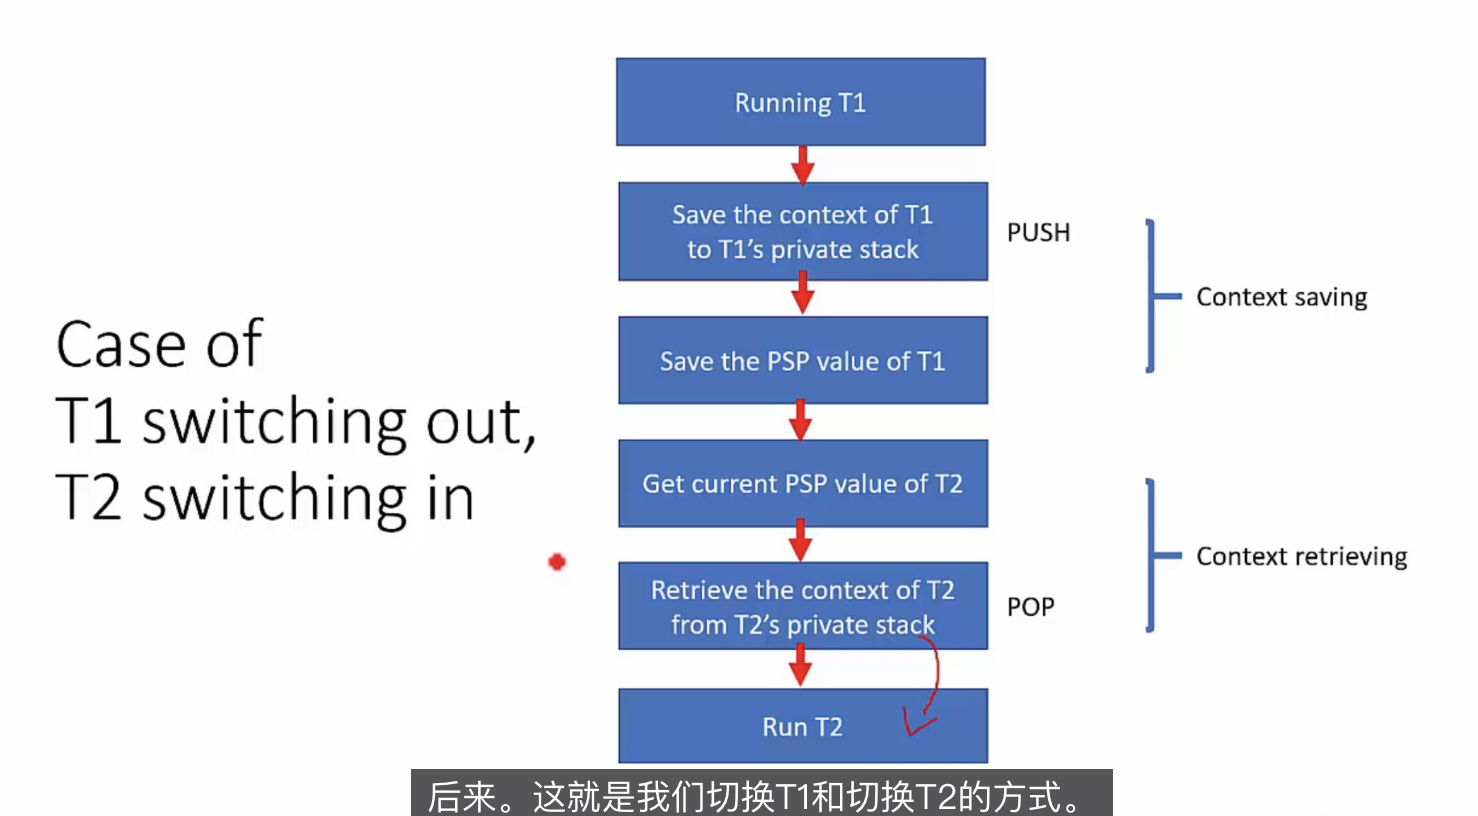 Case of
T1 switching out,
T2 switching in
Running T1
Save the context of T1
to T1’s private stack
PUSH
Context saving
Save the PSP value of T1
Get current PSP value of T2
Context retrieving
Retrieve the context of T2
from T2’s private stack
POP
Run T2
后来。这就是我们切换T1和切换T2的方式。